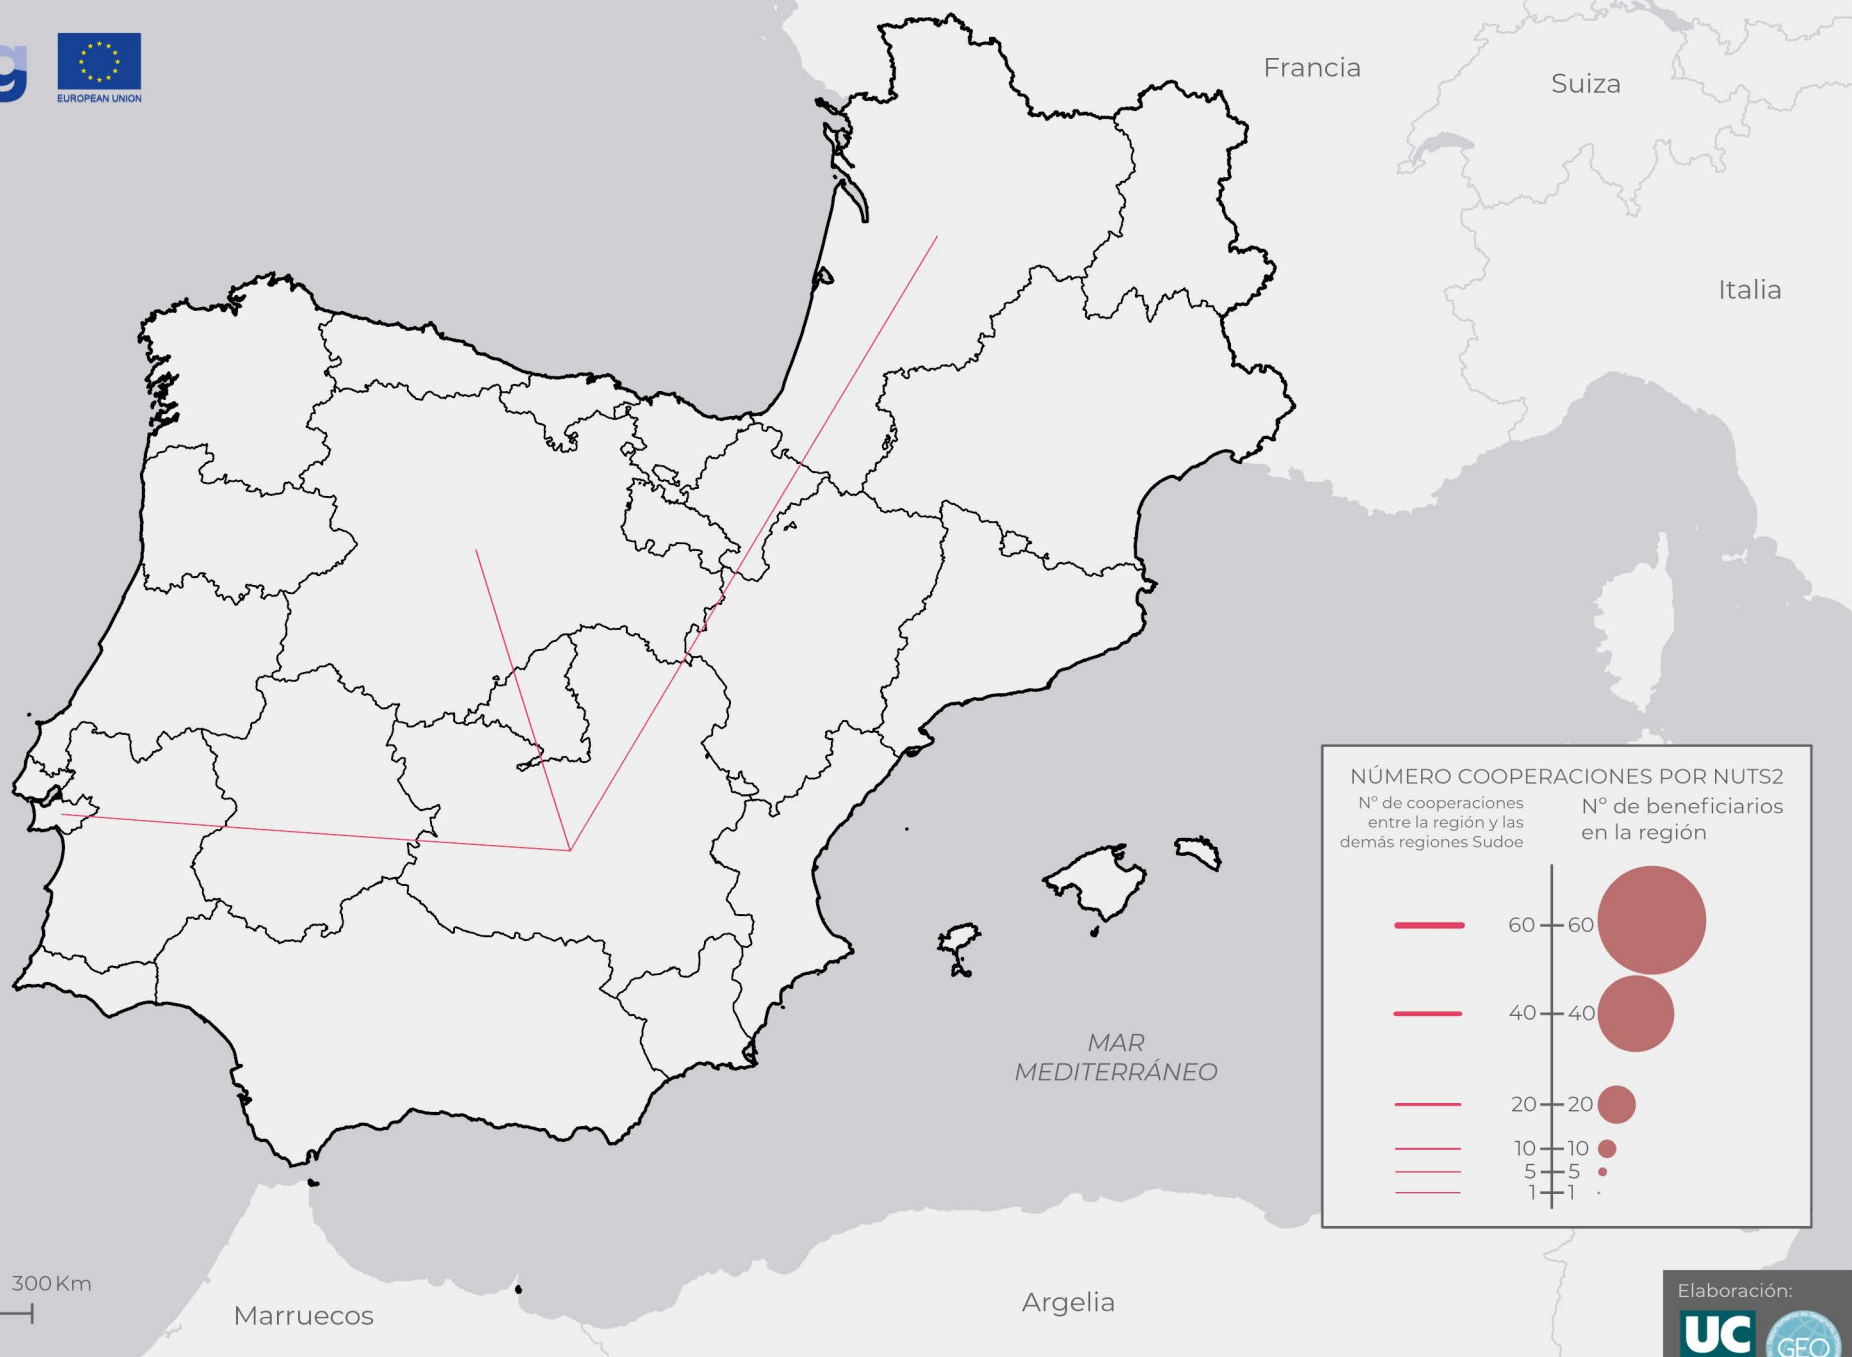 g
EUROPEAN UNION
Francia
Suiza
Italia
NÚMERO COOPERACIONES POR NUTS2
Nº de cooperaciones
entre la región y las
demás regiones Sudoe
Nº de beneficiarios
en la región
60 60
40 40
20 20
10 10
5 5
1 1
MAR
MEDITERRÁNEO
300 Km
Marruecos
Argelia
Elaboración:
UC
GEO